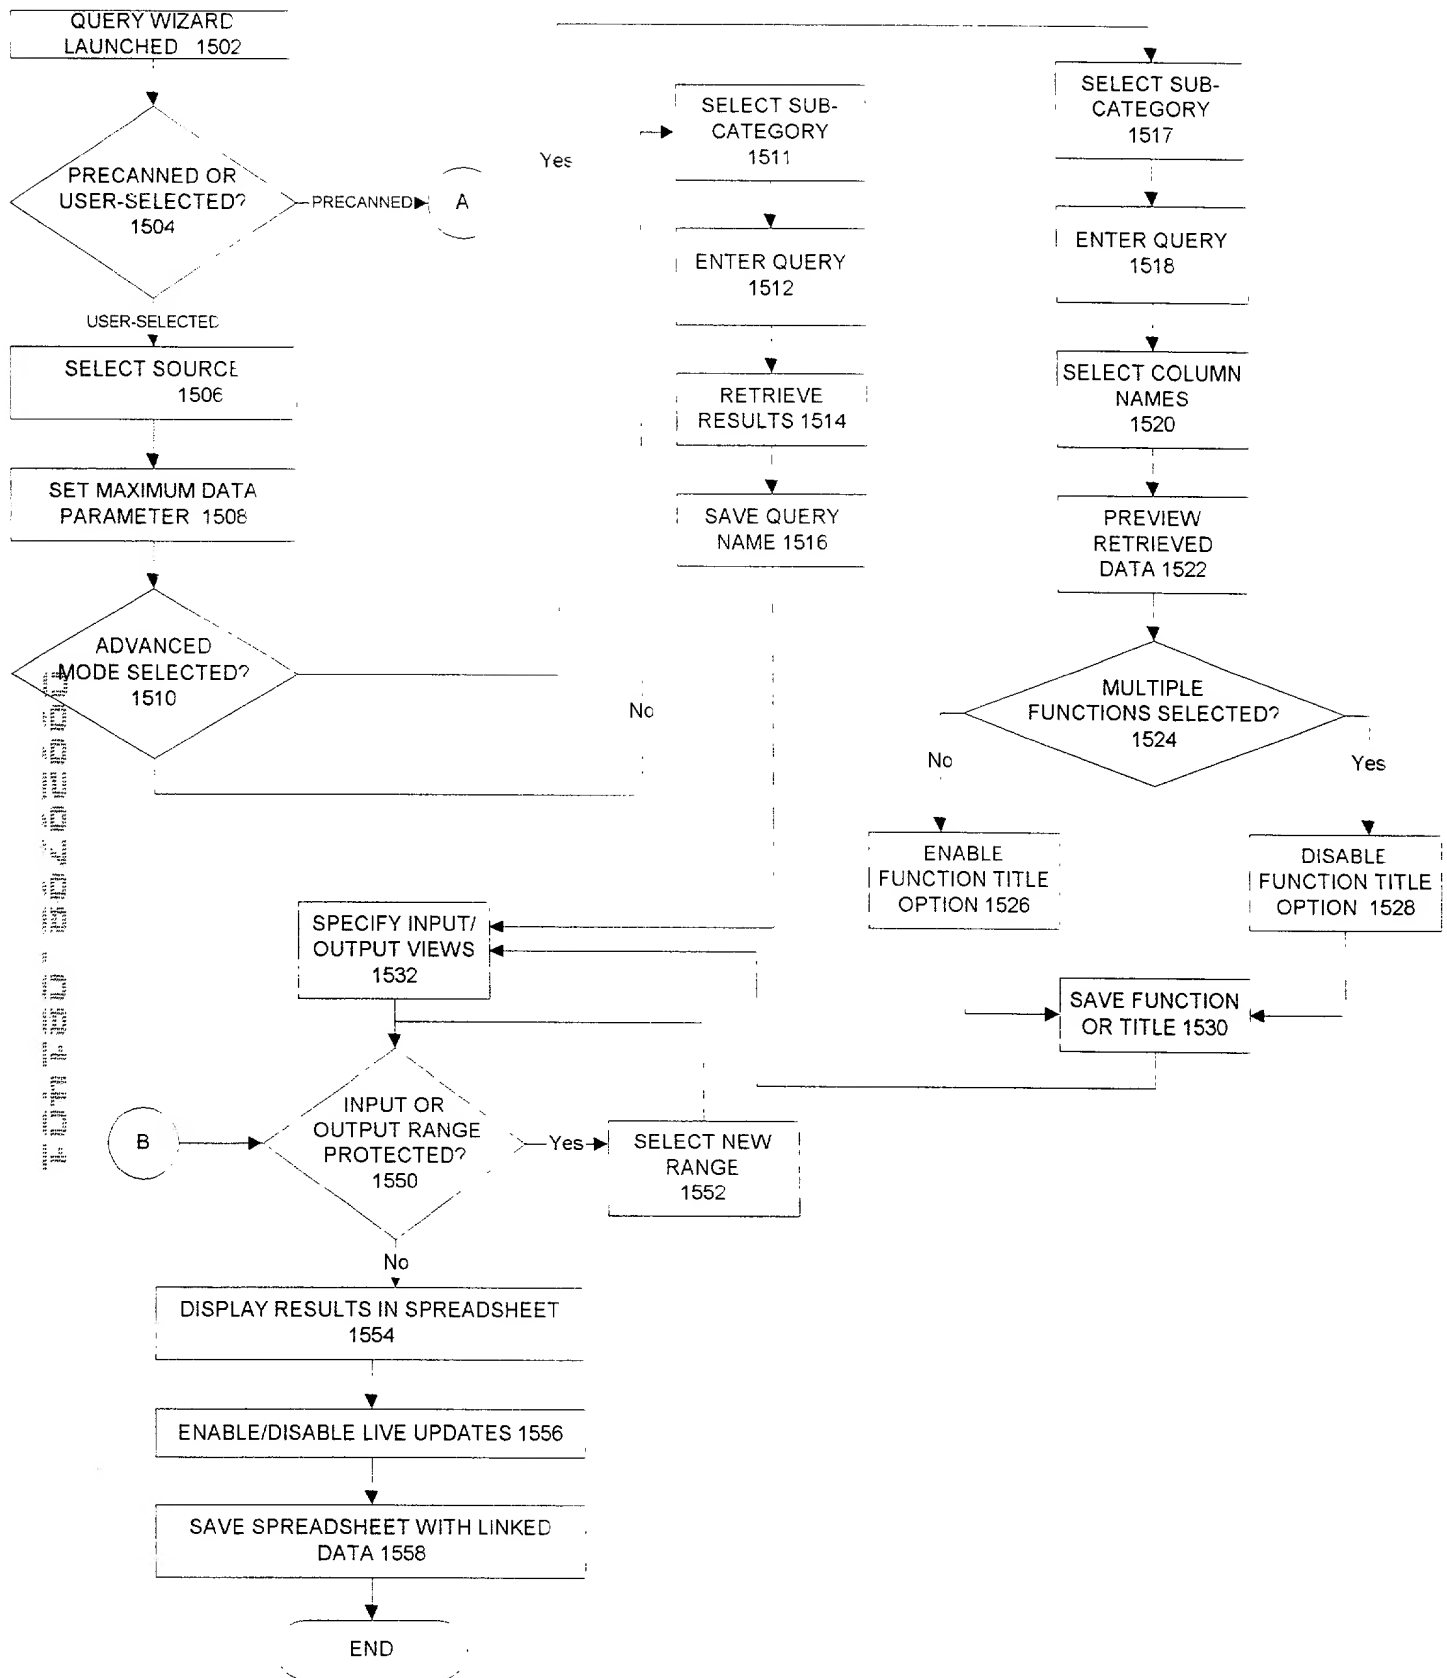 QUERY WIZARD
LAUNCHED 1502
PRECANNED OR
USER-SELECTED?
1504
PRECANNED
A
USER-SELECTED
SELECT SOURCE
1506
SET MAXIMUM DATA
PARAMETER 1508
ADVANCED
MODE SELECTED?
1510
Yes
No
SELECT SUB-
CATEGORY
1511
ENTER QUERY
1512
RETRIEVE
RESULTS 1514
SAVE QUERY
NAME 1516
SELECT SUB-
CATEGORY
1517
ENTER QUERY
1518
SELECT COLUMN
NAMES
1520
PREVIEW
RETRIEVED
DATA 1522
MULTIPLE
FUNCTIONS SELECTED?
1524
No
Yes
ENABLE
FUNCTION TITLE
OPTION 1526
DISABLE
FUNCTION TITLE
OPTION 1528
SAVE FUNCTION
OR TITLE 1530
SPECIFY INPUT/
OUTPUT VIEWS
1532
B
INPUT OR
OUTPUT RANGE
PROTECTED?
1550
Yes
SELECT NEW
RANGE
1552
No
DISPLAY RESULTS IN SPREADSHEET
1554
ENABLE/DISABLE LIVE UPDATES 1556
SAVE SPREADSHEET WITH LINKED
DATA 1558
END